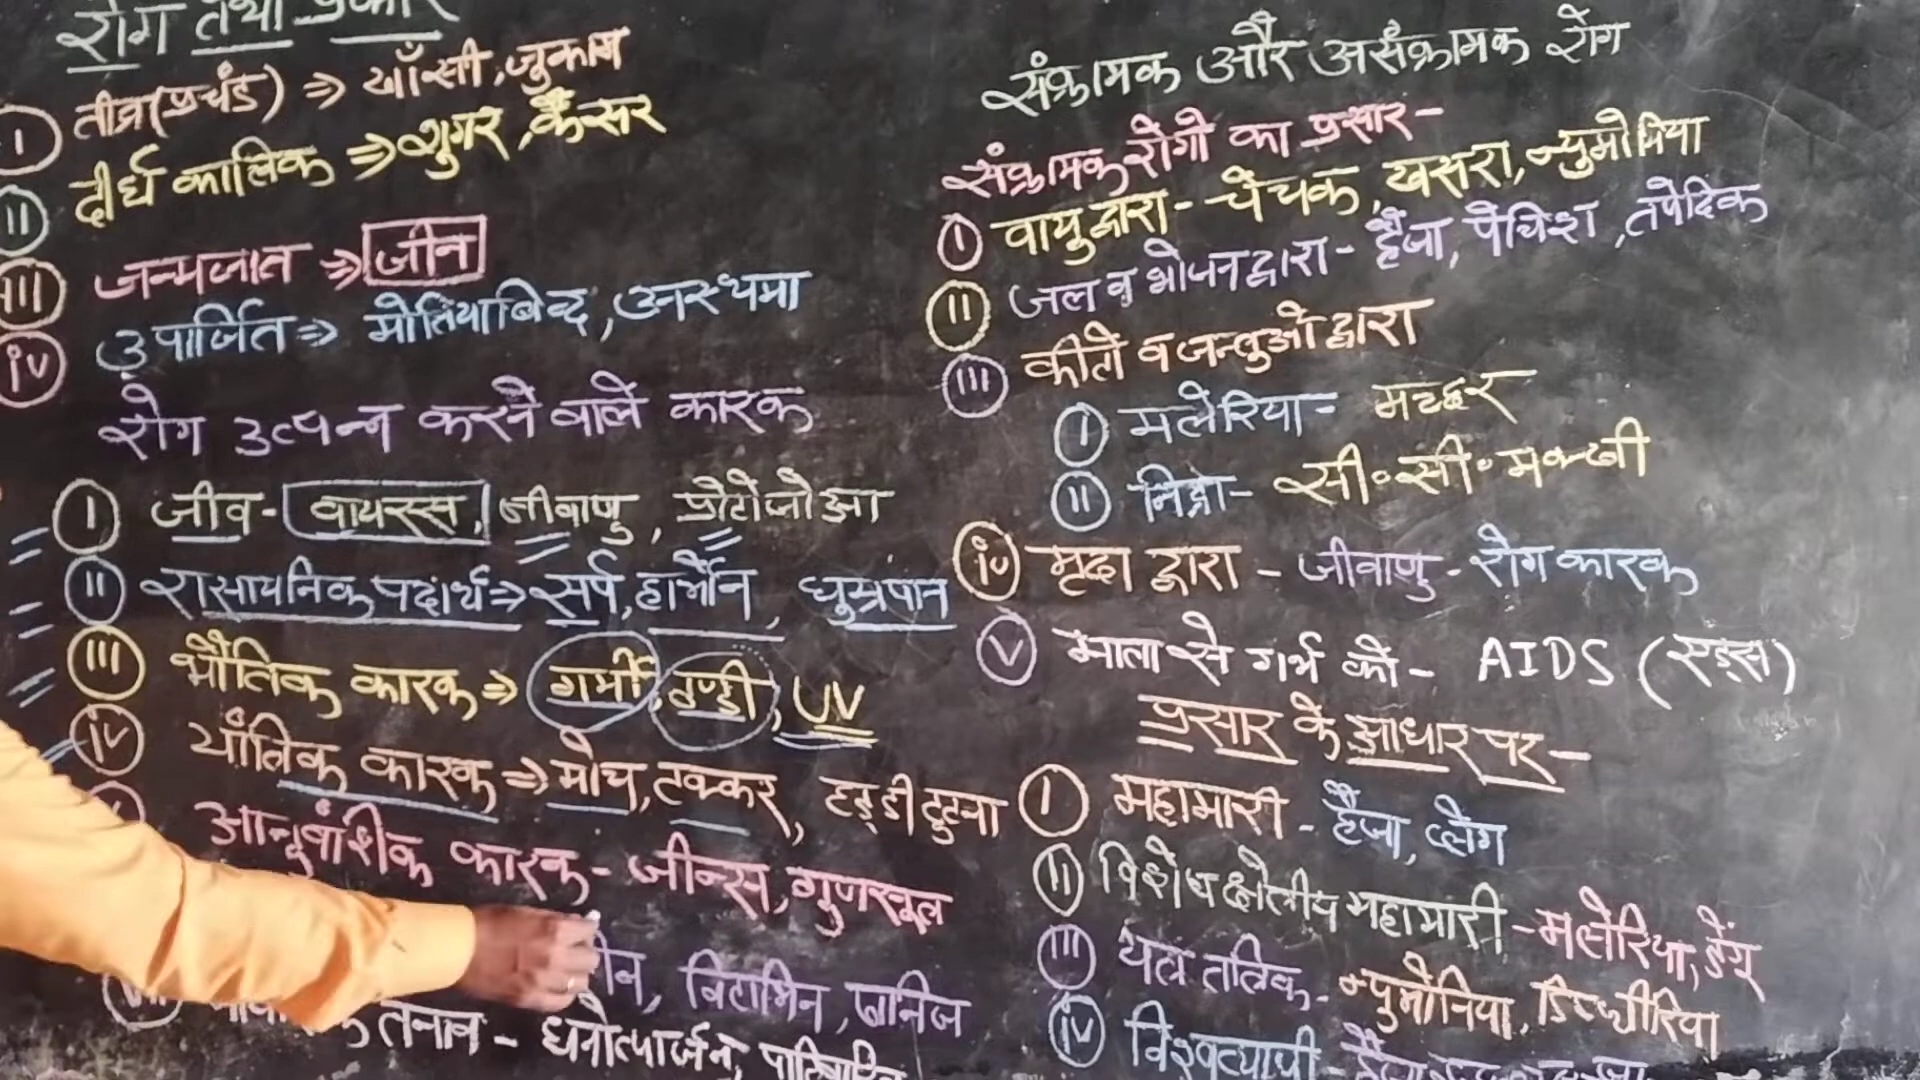 रोग तथा प्रकार
I तीव्र(प्रचंड) ⇒ खाँसी, जुकाम
II दीर्घ कालिक ⇒ शुगर, कैंसर
III जन्मजात ⇒ जीन
iv उपार्जित ⇒ मोतियाबिंद, अस्थमा
रोग उत्पन्न करने वाले कारक
I जीव - वायरस, जीवाणु, प्रोटोजोआ
II रासायनिक पदार्थ ⇒ सर्प, हार्मोन, धुम्रपान
III भौतिक कारक ⇒ गर्मी, ठण्डी, UV
iv यांत्रिक कारक ⇒ मोच, टक्कर, हड्डी टुटना
आनुवांशिक कारक - जीन्स, गुणसूत्र
विटामिन, खनिज
तनाव - धनोत्पार्जन,
संक्रामक और असंक्रामक रोग
संक्रामक रोगो का प्रसार -
I वायु द्वारा - चेचक, खसरा, न्युमोनिया
II जल व भोजन द्वारा - हैजा, पेचिश, तपेदिक
III कीटो व जन्तुओ द्वारा
I मलेरिया - मच्छर
II निद्रा - सी॰ सी॰ मक्खी
iv मृदा द्वारा - जीवाणु - रोग कारक
V माता से गर्भ को - AIDS (एड्स)
प्रसार के आधार पर -
I महामारी - हैजा, प्लेग
II विशेष क्षेत्रीय महामारी - मलेरिया, डेंगू
III यत्र तत्रिक - न्युमोनिया, डिप्थीरिया
iv विश्वव्यापी - हैजा